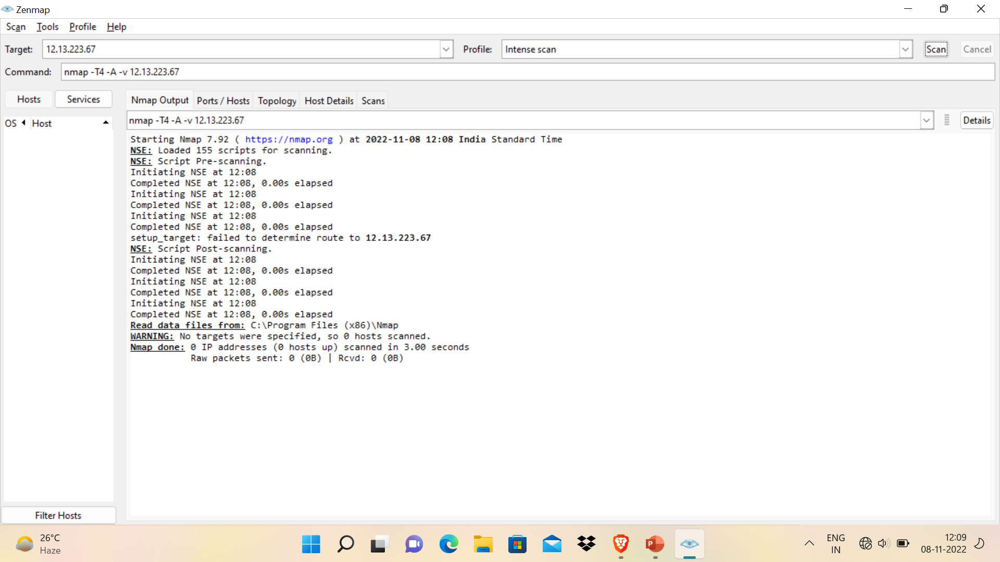 Zenmap
Scan Tools Profile Help
Target: 12.13.223.67 Profile: Intense scan Scan Cancel
Command: nmap -T4 -A -v 12.13.223.67
Hosts Services Nmap Output Ports / Hosts Topology Host Details Scans
OS Host
nmap -T4 -A -v 12.13.223.67 Details
Starting Nmap 7.92 ( https://nmap.org ) at 2022-11-08 12:08 India Standard Time
NSE: Loaded 155 scripts for scanning.
NSE: Script Pre-scanning.
Initiating NSE at 12:08
Completed NSE at 12:08, 0.00s elapsed
Initiating NSE at 12:08
Completed NSE at 12:08, 0.00s elapsed
Initiating NSE at 12:08
Completed NSE at 12:08, 0.00s elapsed
setup_target: failed to determine route to 12.13.223.67
NSE: Script Post-scanning.
Initiating NSE at 12:08
Completed NSE at 12:08, 0.00s elapsed
Initiating NSE at 12:08
Completed NSE at 12:08, 0.00s elapsed
Initiating NSE at 12:08
Completed NSE at 12:08, 0.00s elapsed
Read data files from: C:\Program Files (x86)\Nmap
WARNING: No targets were specified, so 0 hosts scanned.
Nmap done: 0 IP addresses (0 hosts up) scanned in 3.00 seconds
Raw packets sent: 0 (0B) | Rcvd: 0 (0B)
Filter Hosts
26°C
Haze
P
ENG
IN
12:09
08-11-2022